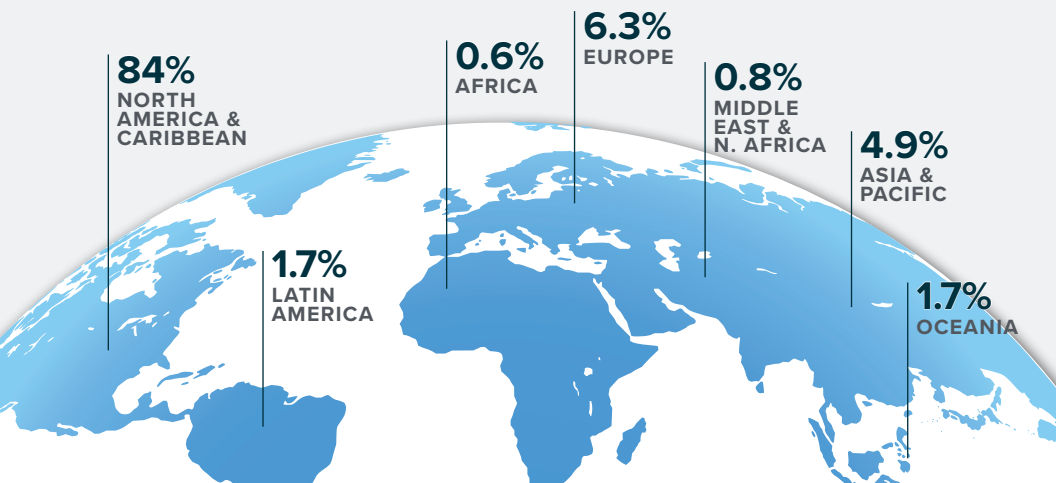 84%
NORTH
AMERICA &
CARIBBEAN
0.6%
AFRICA
6.3%
EUROPE
0.8%
MIDDLE
EAST &
N. AFRICA
4.9%
ASIA &
PACIFIC
1.7%
LATIN
AMERICA
1.7%
OCEANIA